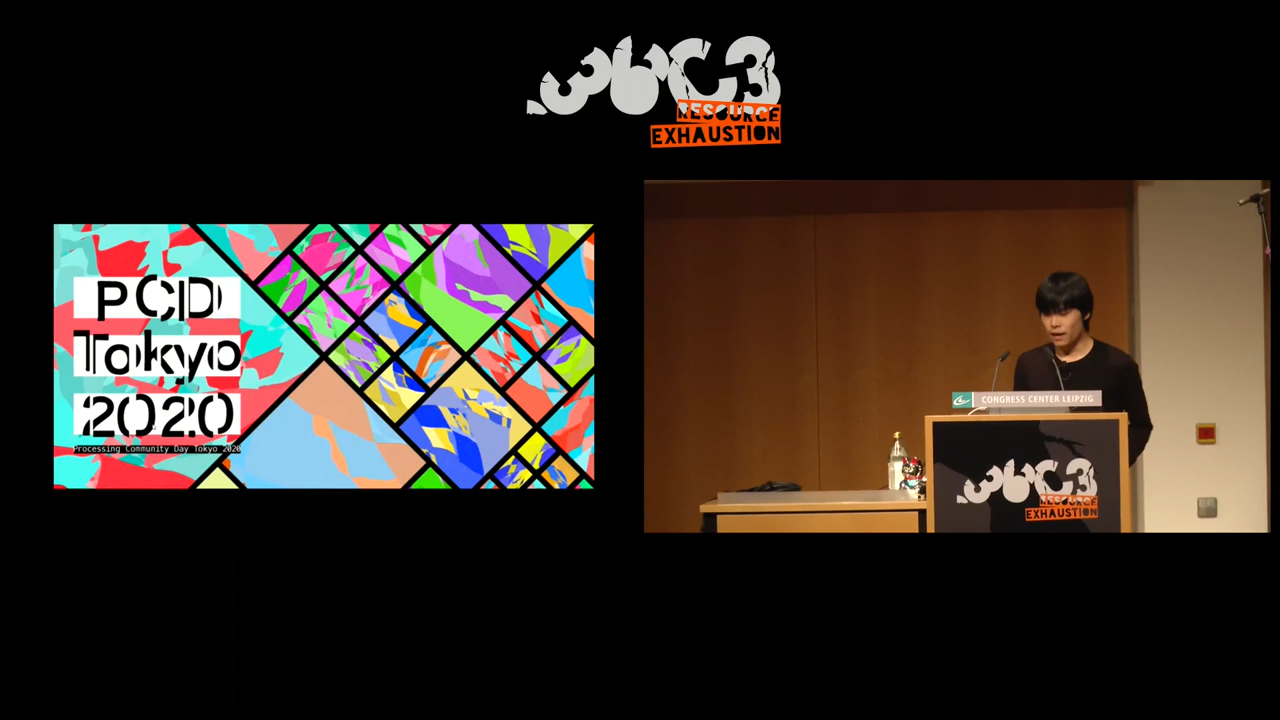 36C3
RESOURCE
EXHAUSTION
PCD
Tokyo
2020
Processing Community Day Tokyo 2020
CONGRESS CENTER LEIPZIG
36C3
RESOURCE
EXHAUSTION